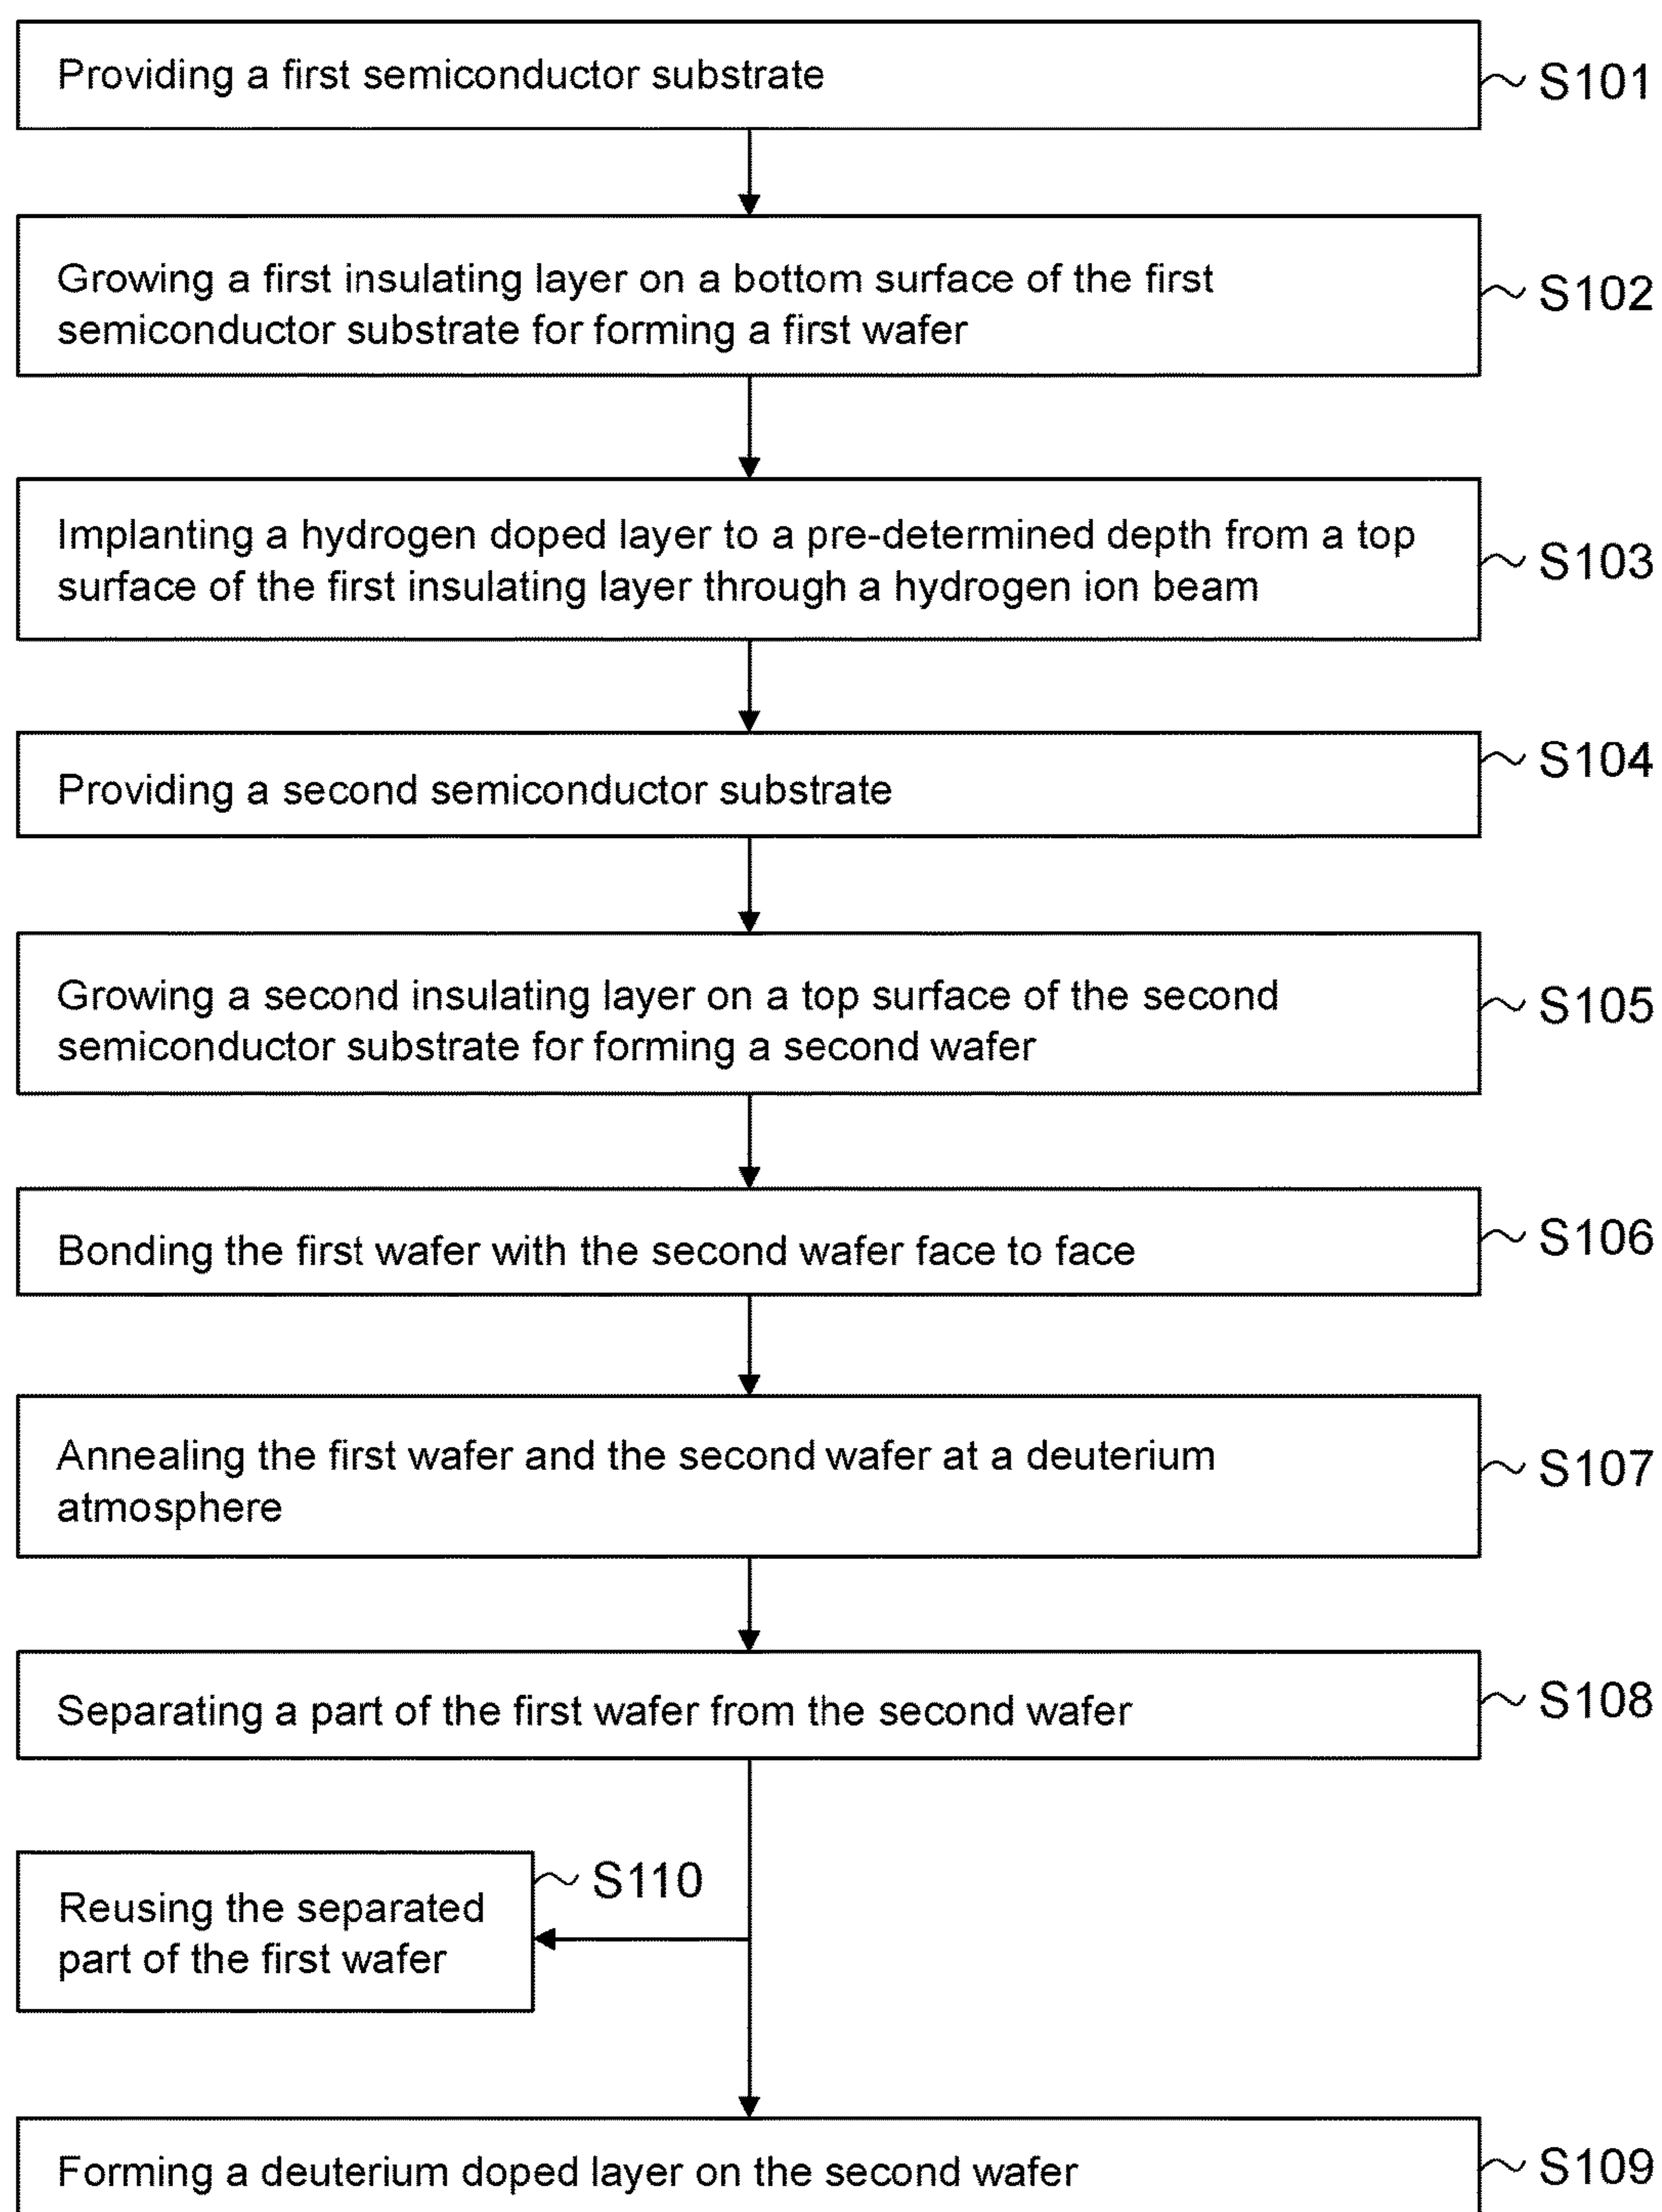 Providing a first semiconductor substrate
S101
Growing a first insulating layer on a bottom surface of the first
semiconductor substrate for forming a first wafer
S102
Implanting a hydrogen doped layer to a pre-determined depth from a top
surface of the first insulating layer through a hydrogen ion beam
S103
Providing a second semiconductor substrate
S104
Growing a second insulating layer on a top surface of the second
semiconductor substrate for forming a second wafer
S105
Bonding the first wafer with the second wafer face to face
S106
Annealing the first wafer and the second wafer at a deuterium
atmosphere
S107
Separating a part of the first wafer from the second wafer
S108
Reusing the separated
part of the first wafer
S110
Forming a deuterium doped layer on the second wafer
S109